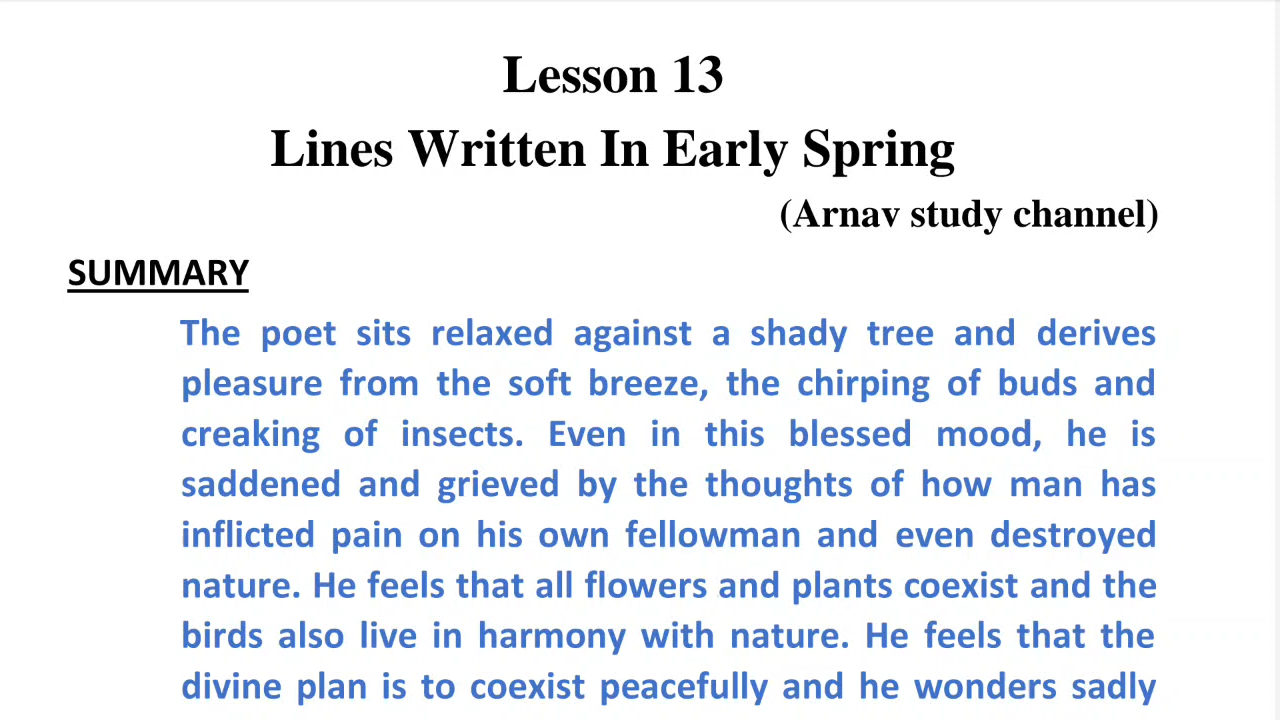 Lesson 13
Lines Written In Early Spring
(Arnav study channel)
SUMMARY
The poet sits relaxed against a shady tree and derives
pleasure from the soft breeze, the chirping of buds and
creaking of insects. Even in this blessed mood, he is
saddened and grieved by the thoughts of how man has
inflicted pain on his own fellowman and even destroyed
nature. He feels that all flowers and plants coexist and the
birds also live in harmony with nature. He feels that the
divine plan is to coexist peacefully and he wonders sadly